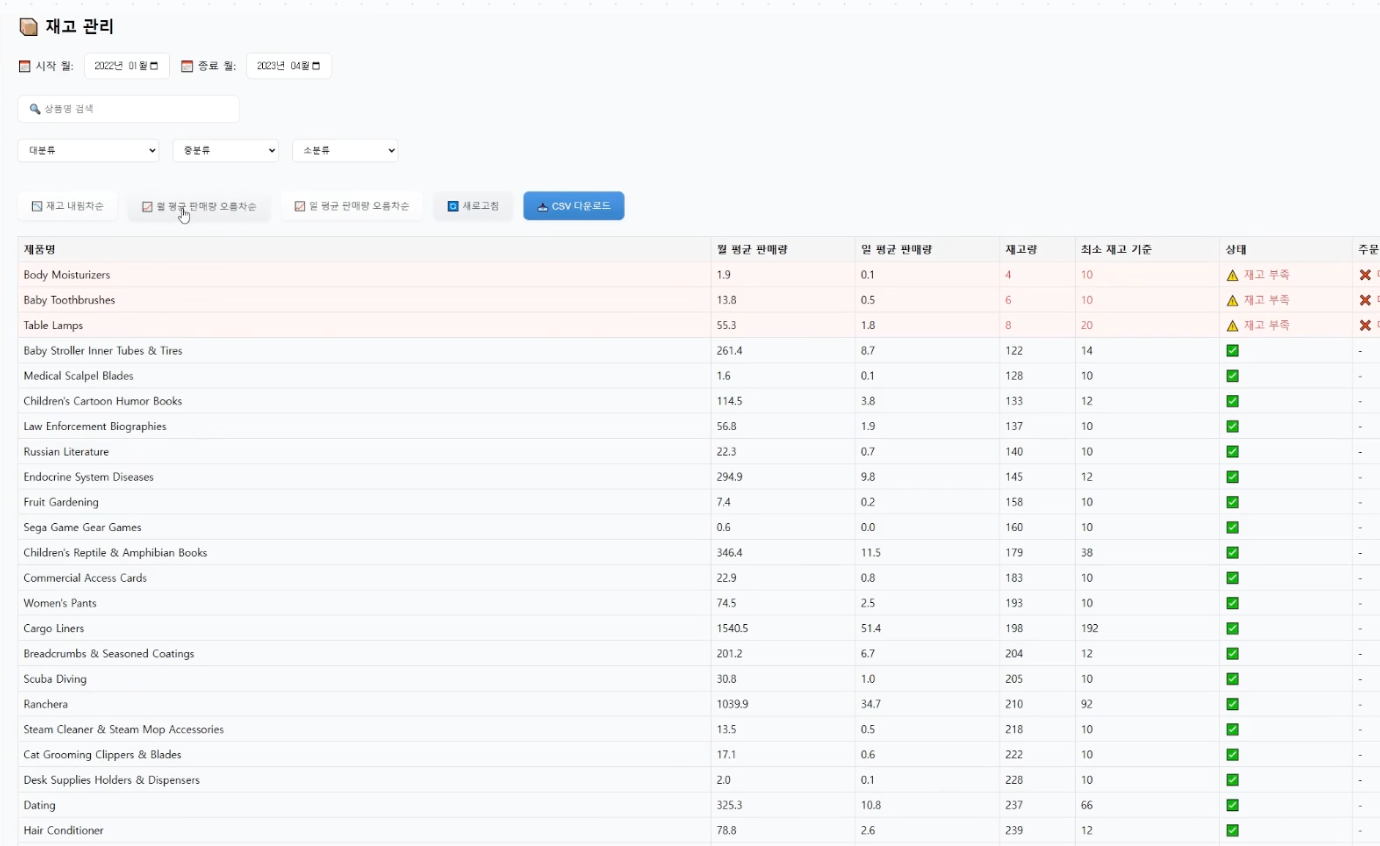 재고 관리
시작 월: 2022년 01월 종료 월: 2023년 04월
상품명 검색
대분류 중분류 소분류
재고 내림차순 월 평균 판매량 오름차순 일 평균 판매량 오름차순 새로고침 CSV 다운로드
제품명 월 평균 판매량 일 평균 판매량 재고량 최소 재고 기준 상태 주문
Body Moisturizers 1.9 0.1 4 10 재고 부족
Baby Toothbrushes 13.8 0.5 6 10 재고 부족
Table Lamps 55.3 1.8 8 20 재고 부족
Baby Stroller Inner Tubes & Tires 261.4 8.7 122 14 -
Medical Scalpel Blades 1.6 0.1 128 10 -
Children's Cartoon Humor Books 114.5 3.8 133 12 -
Law Enforcement Biographies 56.8 1.9 137 10 -
Russian Literature 22.3 0.7 140 10 -
Endocrine System Diseases 294.9 9.8 145 12 -
Fruit Gardening 7.4 0.2 158 10 -
Sega Game Gear Games 0.6 0.0 160 10 -
Children's Reptile & Amphibian Books 346.4 11.5 179 38 -
Commercial Access Cards 22.9 0.8 183 10 -
Women's Pants 74.5 2.5 193 10 -
Cargo Liners 1540.5 51.4 198 192 -
Breadcrumbs & Seasoned Coatings 201.2 6.7 204 12 -
Scuba Diving 30.8 1.0 205 10 -
Ranchera 1039.9 34.7 210 92 -
Steam Cleaner & Steam Mop Accessories 13.5 0.5 218 10 -
Cat Grooming Clippers & Blades 17.1 0.6 222 10 -
Desk Supplies Holders & Dispensers 2.0 0.1 228 10 -
Dating 325.3 10.8 237 66 -
Hair Conditioner 78.8 2.6 239 12 -